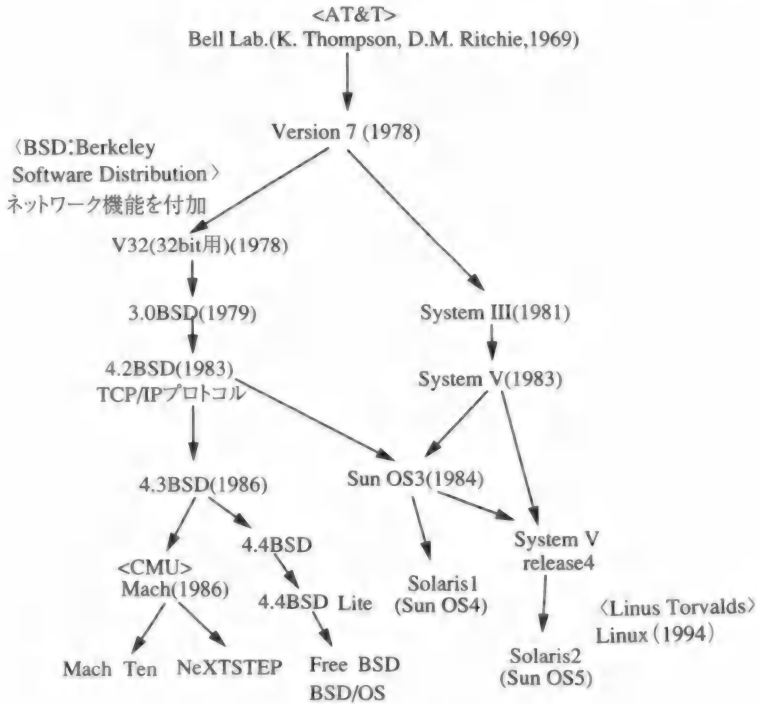 <AT&T>
Bell Lab.(K. Thompson, D.M. Ritchie,1969)
Version 7 (1978)
〈BSD:Berkeley
Software Distribution〉
ネットワーク機能を付加
V32(32bit用)(1978)
3.0BSD(1979)
System III(1981)
4.2BSD(1983)
TCP/IPプロトコル
System V(1983)
4.3BSD(1986)
Sun OS3(1984)
4.4BSD
System V
release4
<CMU>
Mach(1986)
4.4BSD Lite
Solaris1
(Sun OS4)
〈Linus Torvalds〉
Linux (1994)
Mach Ten
NeXTSTEP
Free BSD
BSD/OS
Solaris2
(Sun OS5)